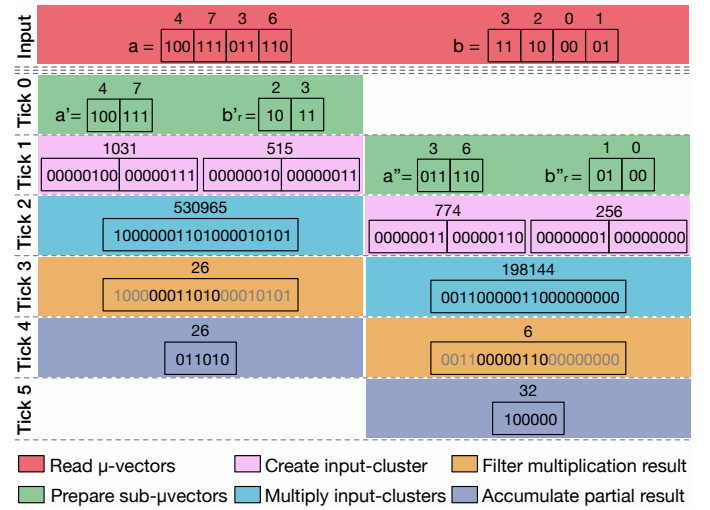 Input
4 7 3 6
a = 100 111 011 110
3 2 0 1
b = 11 10 00 01
Tick 0
4 7
a'= 100 111
2 3
b'r = 10 11
Tick 1
1031 515
00000100 00000111 00000010 00000011
3 6
a"= 011 110
1 0
b"r = 01 00
Tick 2
530965
10000001101000010101
774 256
00000011 00000110 00000001 00000000
Tick 3
26
10000001101000010101
198144
00110000011000000000
Tick 4
26
011010
6
00110000011000000000
Tick 5
32
100000
Read μ-vectors Create input-cluster Filter multiplication result
Prepare sub-μvectors Multiply input-clusters Accumulate partial result